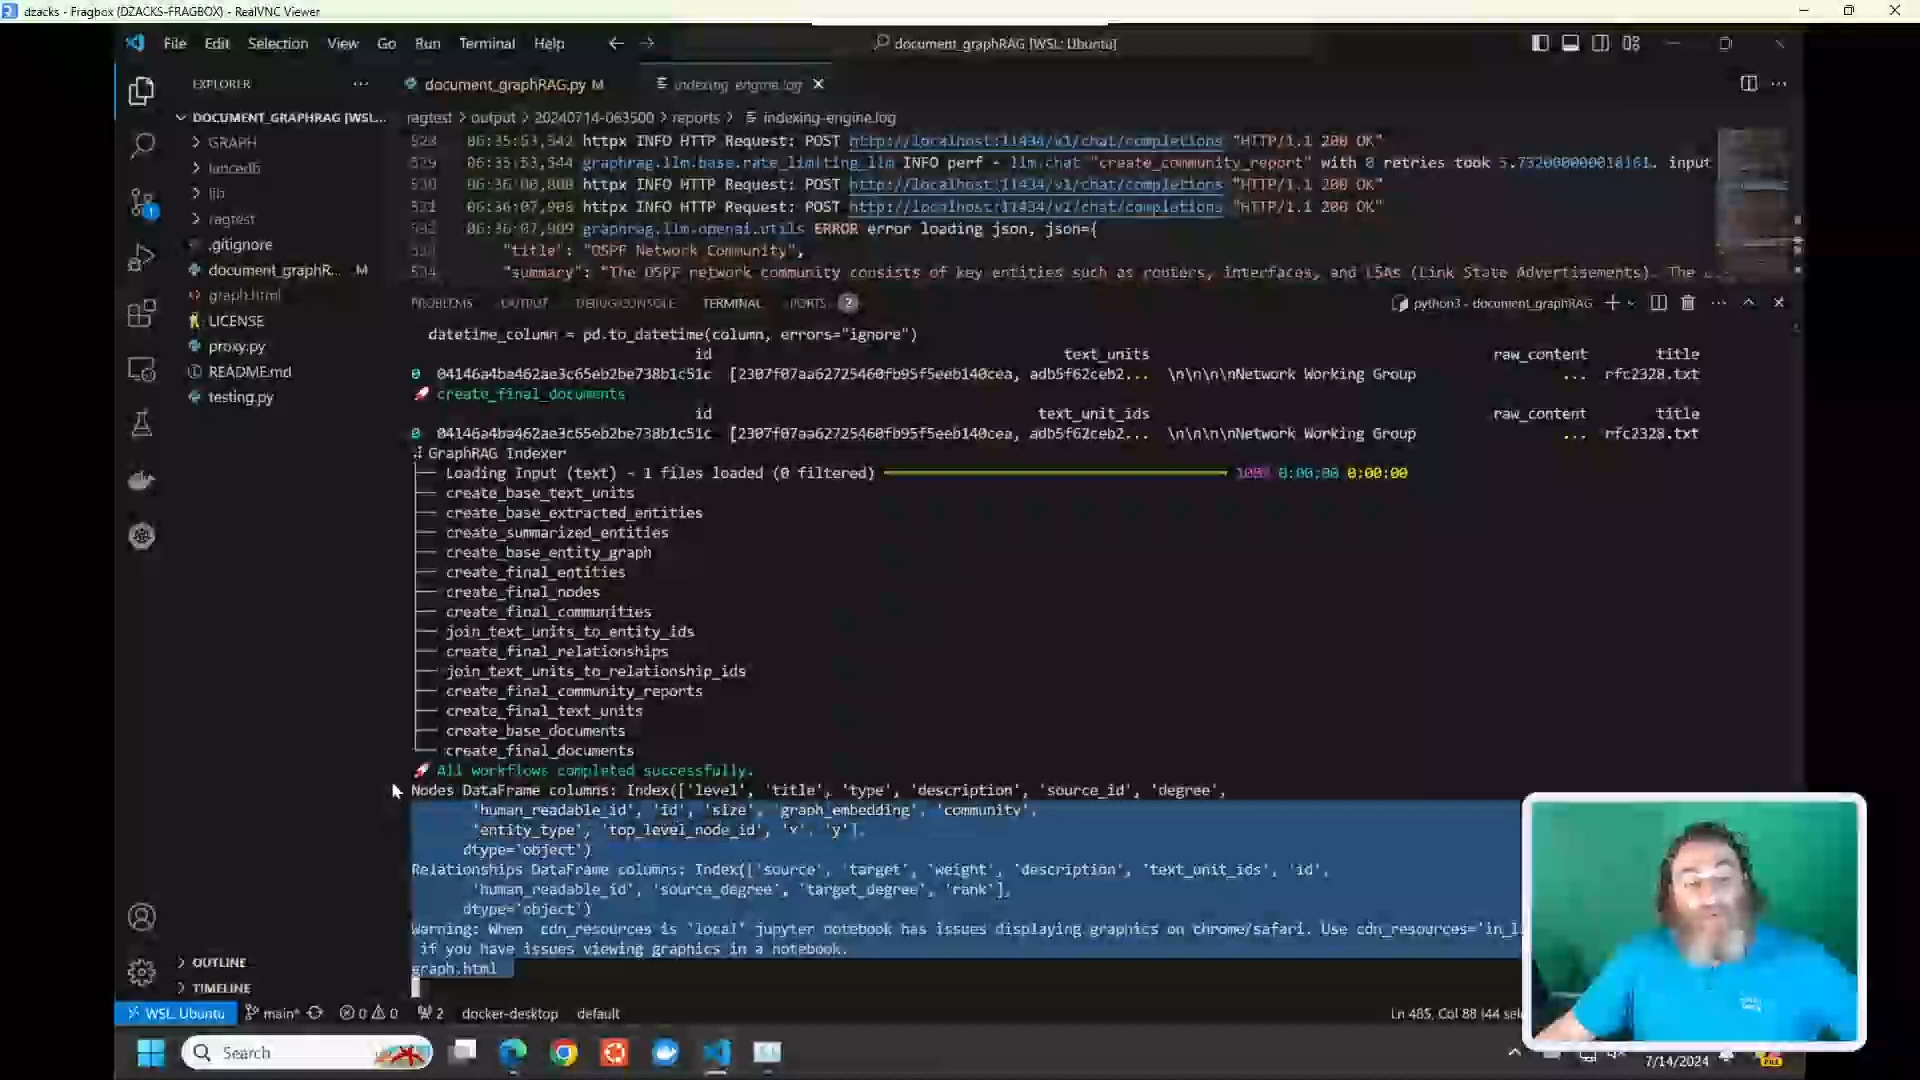 dzacks - Fragbox (DZACKS-FRAGBOX) - RealVNC Viewer
File Edit Selection View Go Run Terminal Help
document_graphRAG [WSL: Ubuntu]
EXPLORER
document_graphRAG.py M
indexing-engine.log
DOCUMENT_GRAPHRAG [WSL...
ragtest > output > 20240714-063500 > reports > indexing-engine.log
GRAPH
lancedb
lib
ragtest
.gitignore
document_graphR... M
graph.html
LICENSE
proxy.py
README.md
testing.py
OUTLINE
TIMELINE
06:35:53,542 httpx INFO HTTP Request: POST http://localhost:11434/v1/chat/completions "HTTP/1.1 200 OK"
529 06:35:53,544 graphrag.llm.base.rate_limiting_llm INFO perf - llm.chat "create_community_report" with 0 retries took input
530 06:36:00,808 httpx INFO HTTP Request: POST http://localhost:11434/v1/chat/completions "HTTP/1.1 200 OK"
531 06:36:07,908 httpx INFO HTTP Request: POST http://localhost:11434/v1/chat/completions "HTTP/1.1 200 OK"
532 06:36:07,909 graphrag.llm.openai.utils ERROR error loading json, json={
533 "title": "OSPF Network Community",
534 "summary": "The OSPF network community consists of key entities such as routers, interfaces, and LSAs (Link State Advertisements). The
PROBLEMS OUTPUT DEBUG CONSOLE TERMINAL PORTS 2
python3 - document_graphRAG
datetime_column = pd.to_datetime(column, errors="ignore")
id text_units raw_content title
0 04146a4ba462ae3c65eb2be738b1c51c [2307f07aa62725460fb95f5eeb140cea, adb5f62ceb2... \n\n\n\nNetwork Working Group ... rfc2328.txt
🚀 create_final_documents
id text_unit_ids raw_content title
0 04146a4ba462ae3c65eb2be738b1c51c [2307f07aa62725460fb95f5eeb140cea, adb5f62ceb2... \n\n\n\nNetwork Working Group ... rfc2328.txt
GraphRAG Indexer
├── Loading Input (text) - 1 files loaded (0 filtered) 100% 0:00:00 0:00:00
├── create_base_text_units
├── create_base_extracted_entities
├── create_summarized_entities
├── create_base_entity_graph
├── create_final_entities
├── create_final_nodes
├── create_final_communities
├── join_text_units_to_entity_ids
├── create_final_relationships
├── join_text_units_to_relationship_ids
├── create_final_community_reports
├── create_final_text_units
├── create_base_documents
└── create_final_documents
🚀 All workflows completed successfully.
Nodes DataFrame columns: Index(['level', 'title', 'type', 'description', 'source_id', 'degree',
'human_readable_id', 'id', 'size', 'graph_embedding', 'community',
'entity_type', 'top_level_node_id', 'x', 'y'],
dtype='object')
Relationships DataFrame columns: Index(['source', 'target', 'weight', 'description', 'text_unit_ids', 'id',
'human_readable_id', 'source_degree', 'target_degree', 'rank'],
dtype='object')
Warning: When cdn_resources is 'local' jupyter notebook has issues displaying graphics on chrome/safari. Use cdn_resources='in_li
if you have issues viewing graphics in a notebook.
graph.html
WSL: Ubuntu main* 0 0 2 docker-desktop default
Ln 485, Col 88 (44 sele
Search
7/14/2024